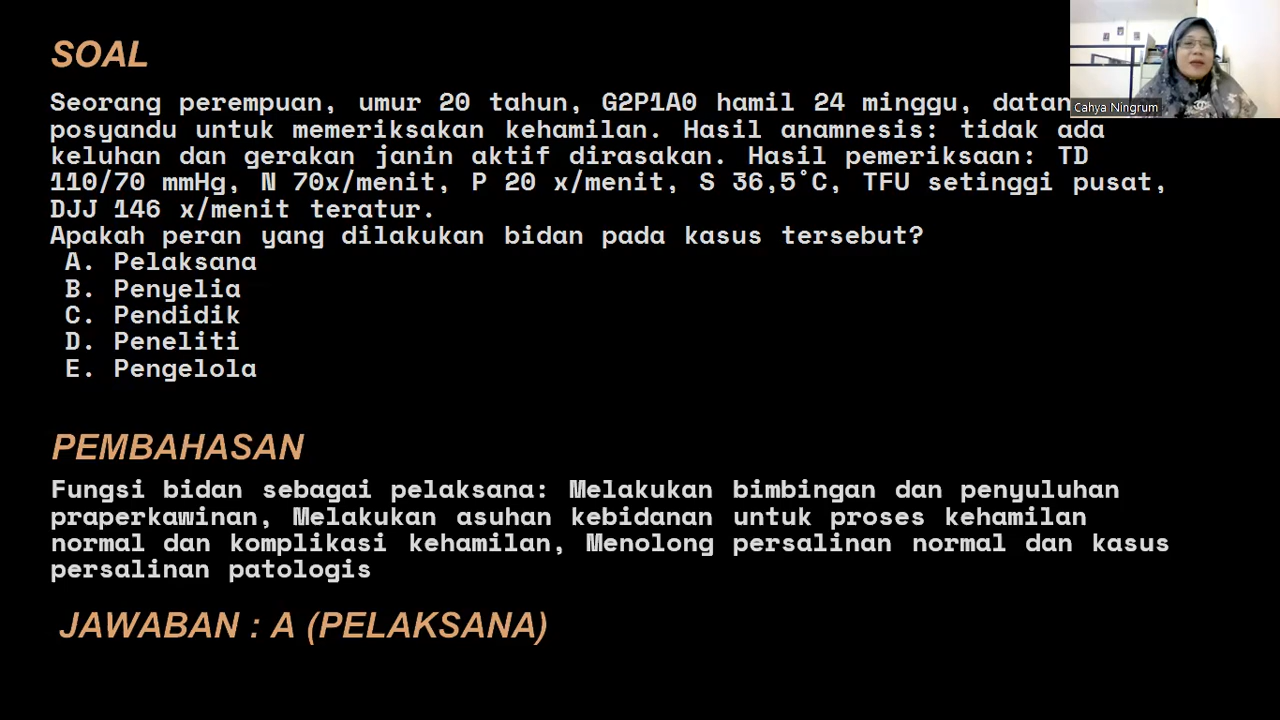 SOAL
Seorang perempuan, umur 20 tahun, G2P1A0 hamil 24 minggu,
posyandu untuk memeriksakan kehamilan. Hasil anamnesis: tidak ada
keluhan dan gerakan janin aktif dirasakan. Hasil pemeriksaan: TD
110/70 mmHg, N 70x/menit, P 20 x/menit, S 36,5°C, TFU setinggi pusat,
DJJ 146 x/menit teratur.
Apakah peran yang dilakukan bidan pada kasus tersebut?
A. Pelaksana
B. Penyelia
C. Pendidik
D. Peneliti
E. Pengelola
PEMBAHASAN
Fungsi bidan sebagai pelaksana: Melakukan bimbingan dan penyuluhan
praperkawinan, Melakukan asuhan kebidanan untuk proses kehamilan
normal dan komplikasi kehamilan, Menolong persalinan normal dan kasus
persalinan patologis
JAWABAN : A (PELAKSANA)
Cahya Ningrum